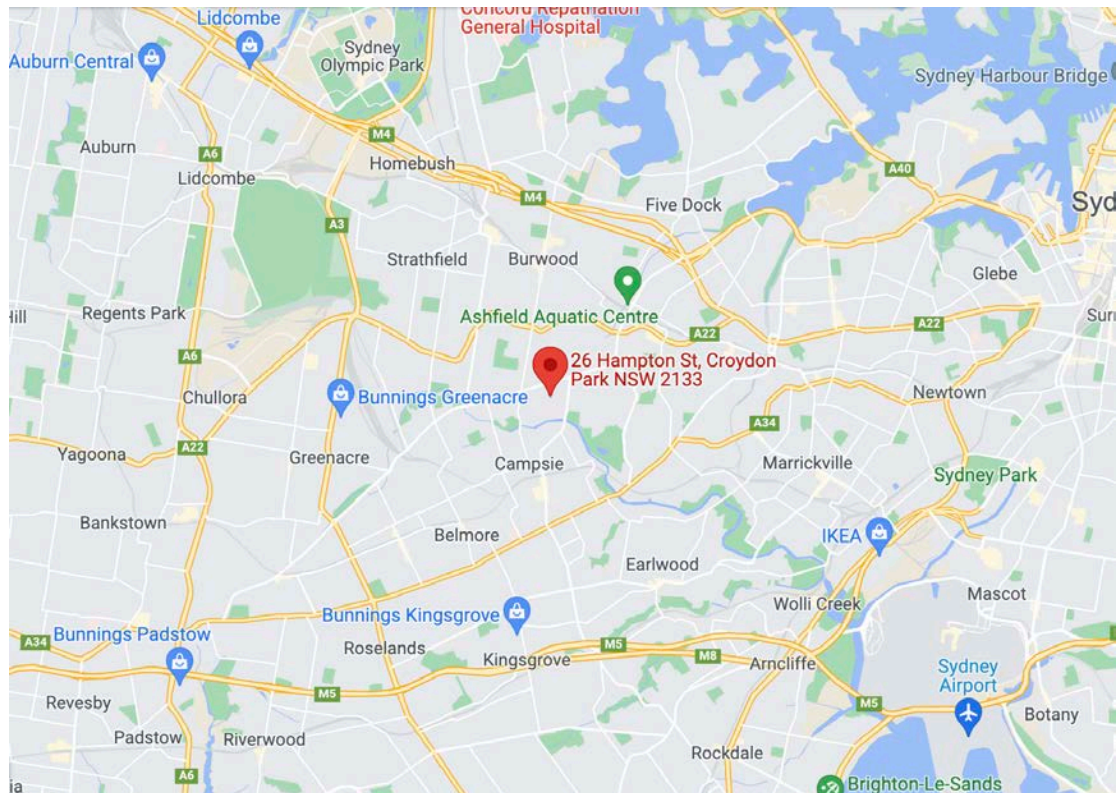 Concord Repatriation
General Hospital
Lidcombe
Sydney
Olympic Park
Auburn Central
Sydney Harbour Bridge
M4
Auburn
A6
Homebush
A40
Lidcombe
M4
Five Dock
Syd
A3
Strathfield
Burwood
Glebe
Regents Park
Ashfield Aquatic Centre
Hill
A22
A22
Surr
A6
26 Hampton St, Croydon
Park NSW 2133
Chullora
Bunnings Greenacre
Newtown
A34
A22
Yagoona
Greenacre
Campsie
Marrickville
Sydney Park
Bankstown
Belmore
IKEA
Earlwood
Wolli Creek
Mascot
Bunnings Kingsgrove
A34
Bunnings Padstow
Roselands
M5
Kingsgrove
M8
Arncliffe
Sydney
Airport
M5
Revesby
M5
Botany
Padstow
Riverwood
Rockdale
A6
ja
Brighton-Le-Sands